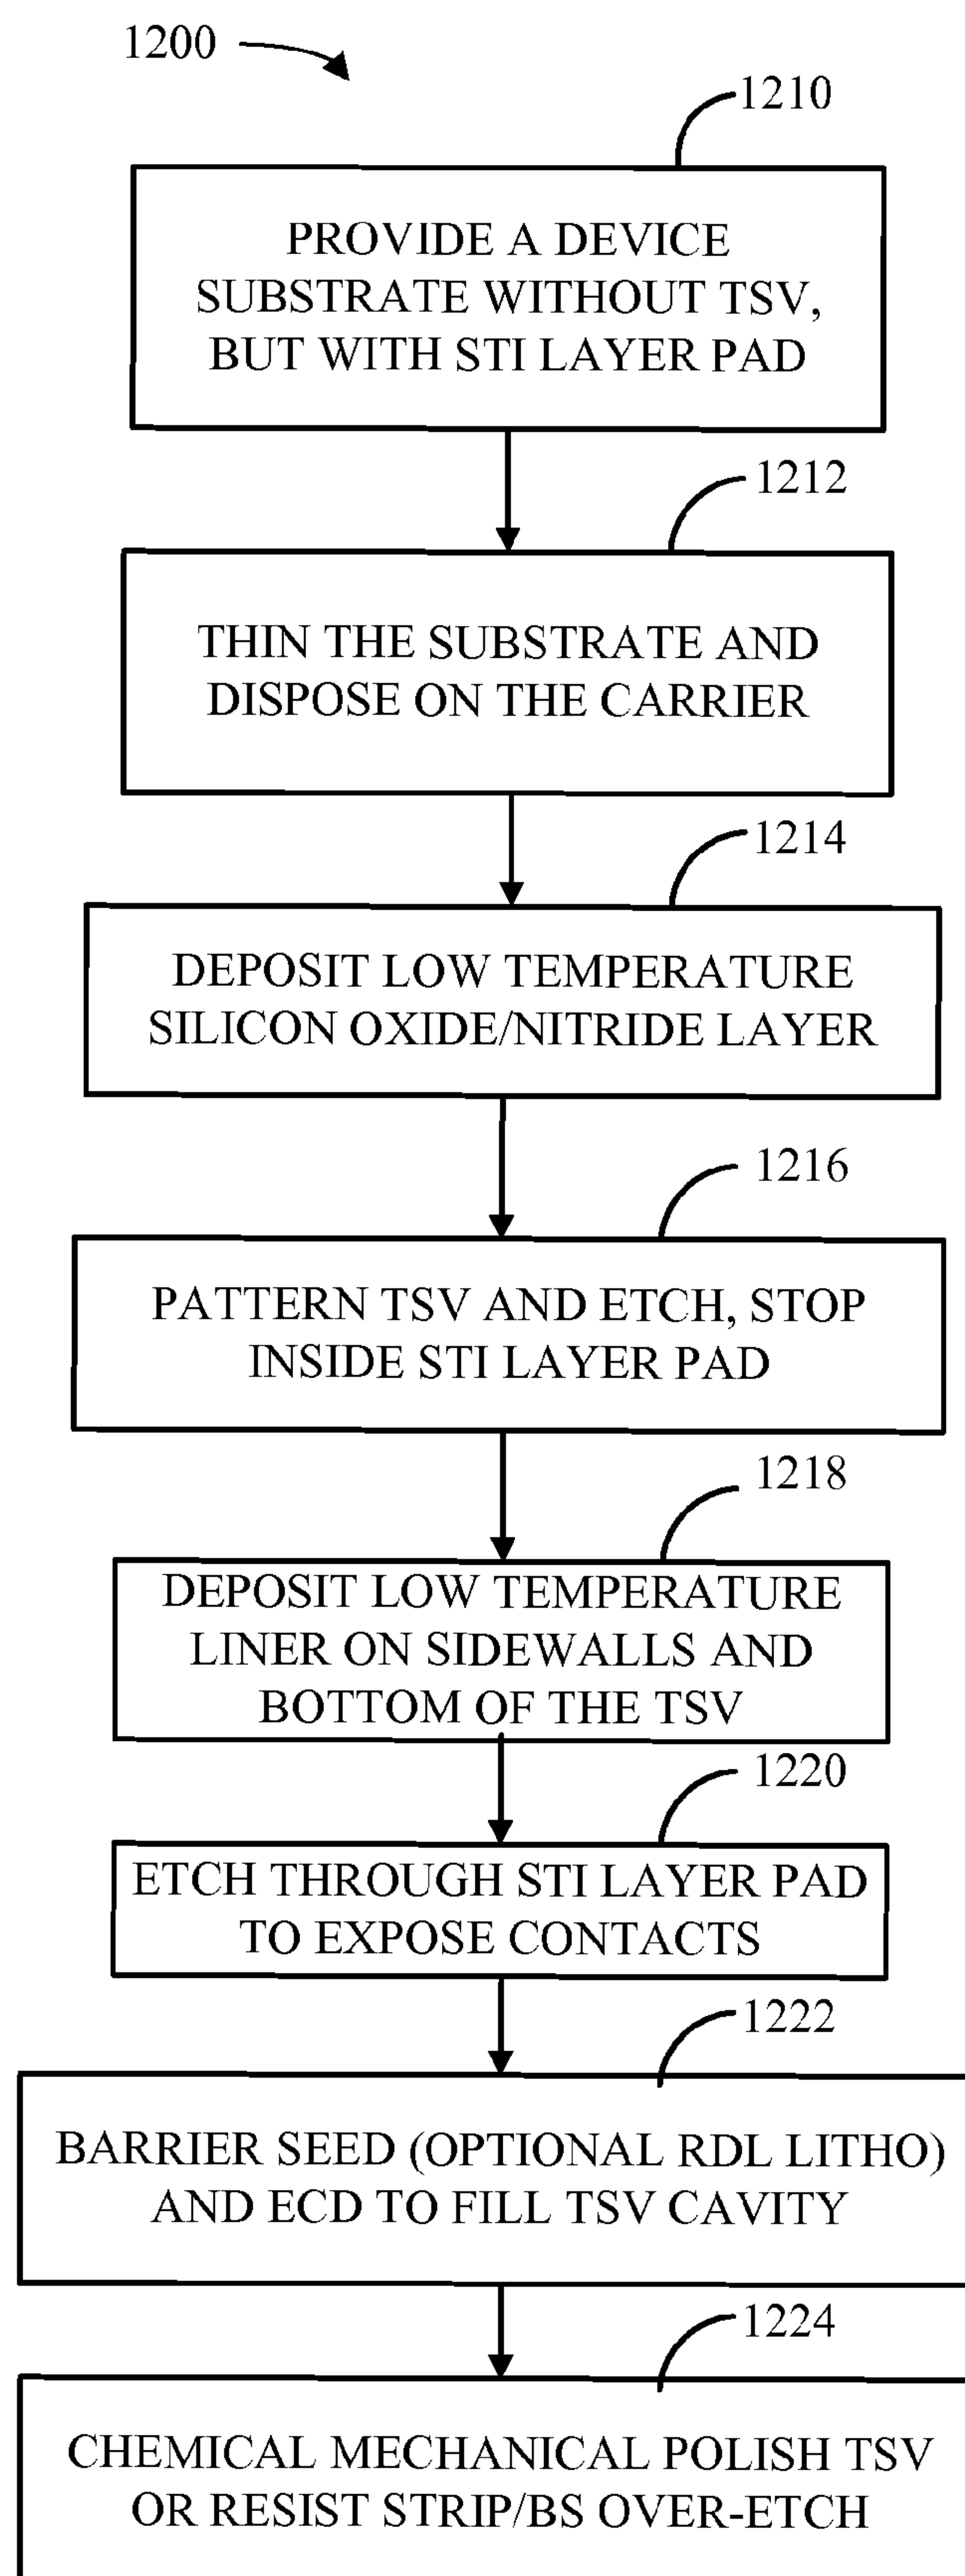 1200
1210
PROVIDE A DEVICE
SUBSTRATE WITHOUT TSV,
BUT WITH STI LAYER PAD
1212
THIN THE SUBSTRATE AND
DISPOSE ON THE CARRIER
1214
DEPOSIT LOW TEMPERATURE
SILICON OXIDE/NITRIDE LAYER
1216
PATTERN TSV AND ETCH, STOP
INSIDE STI LAYER PAD
1218
DEPOSIT LOW TEMPERATURE
LINER ON SIDEWALLS AND
BOTTOM OF THE TSV
1220
ETCH THROUGH STI LAYER PAD
TO EXPOSE CONTACTS
1222
BARRIER SEED (OPTIONAL RDL LITHO)
AND ECD TO FILL TSV CAVITY
1224
CHEMICAL MECHANICAL POLISH TSV
OR RESIST STRIP/BS OVER-ETCH